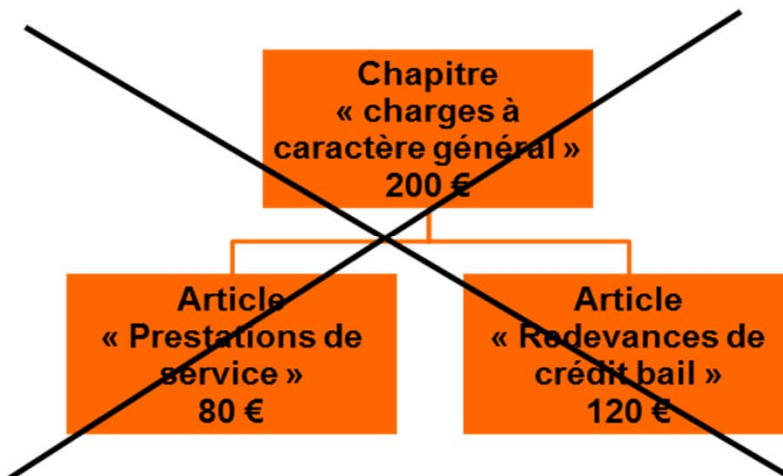 Chapitre
« charges à
caractère général »
200 €
Article
« Prestations de
service »
80 €
Article
« Redevances de
crédit bail »
120 €